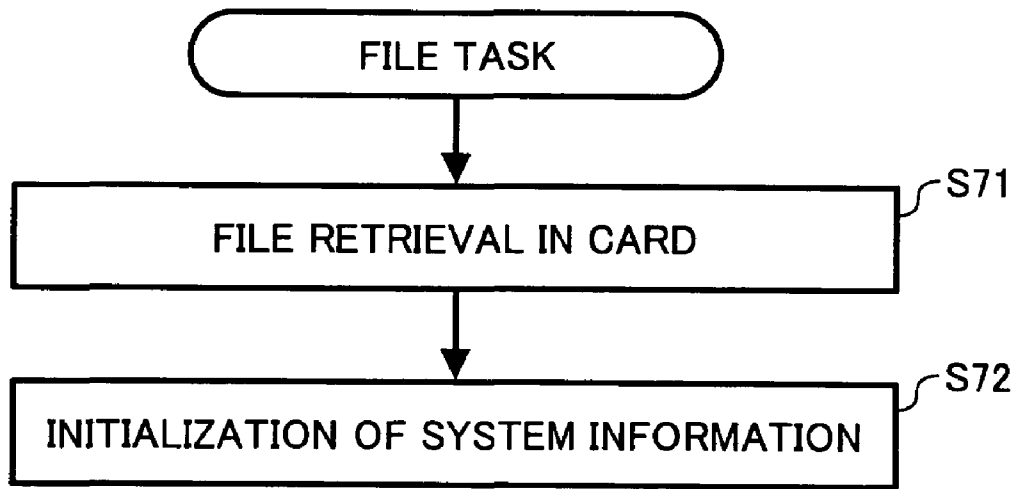 FILE TASK
S71
FILE RETRIEVAL IN CARD
S72
INITIALIZATION OF SYSTEM INFORMATION